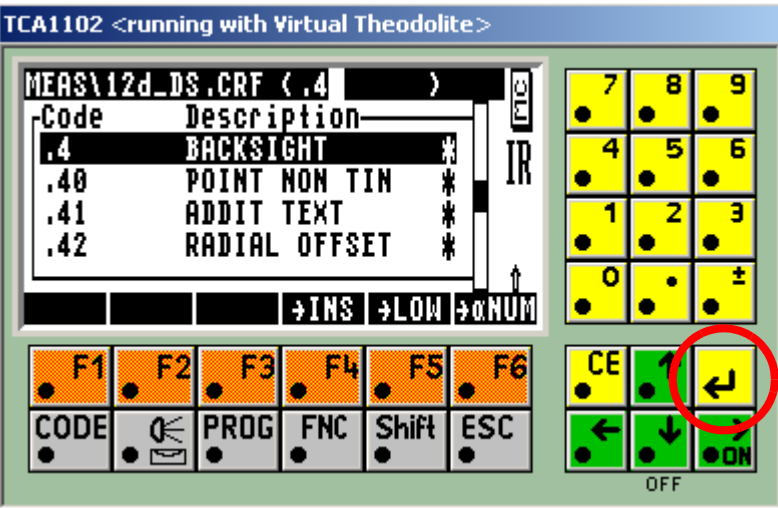 TCA1102 <running with Virtual Theodolite>
MEAS\12d_DS.CRF ( .4 )
MC
Code Description
.4 BACKSIGHT *
.40 POINT NON TIN *
.41 ADDIT TEXT *
.42 RADIAL OFFSET *
IR
→INS →LOW →αNUM
7 8 9
4 5 6
1 2 3
0 • ±
F1 F2 F3 F4 F5 F6 CE
CODE PROG FNC Shift ESC ON
OFF